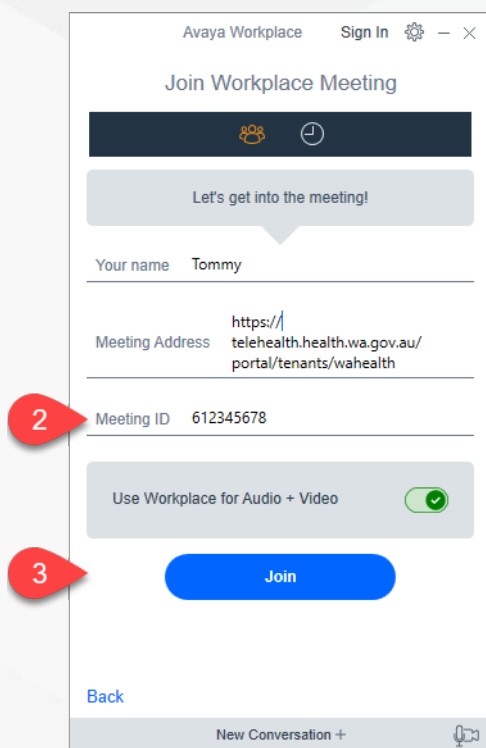 Avaya Workplace Sign In
Join Workplace Meeting
Let's get into the meeting!
Your name Tommy
https://
Meeting Address telehealth.health.wa.gov.au/
portal/tenants/wahealth
2 Meeting ID 612345678
Use Workplace for Audio + Video
3 Join
Back
New Conversation +